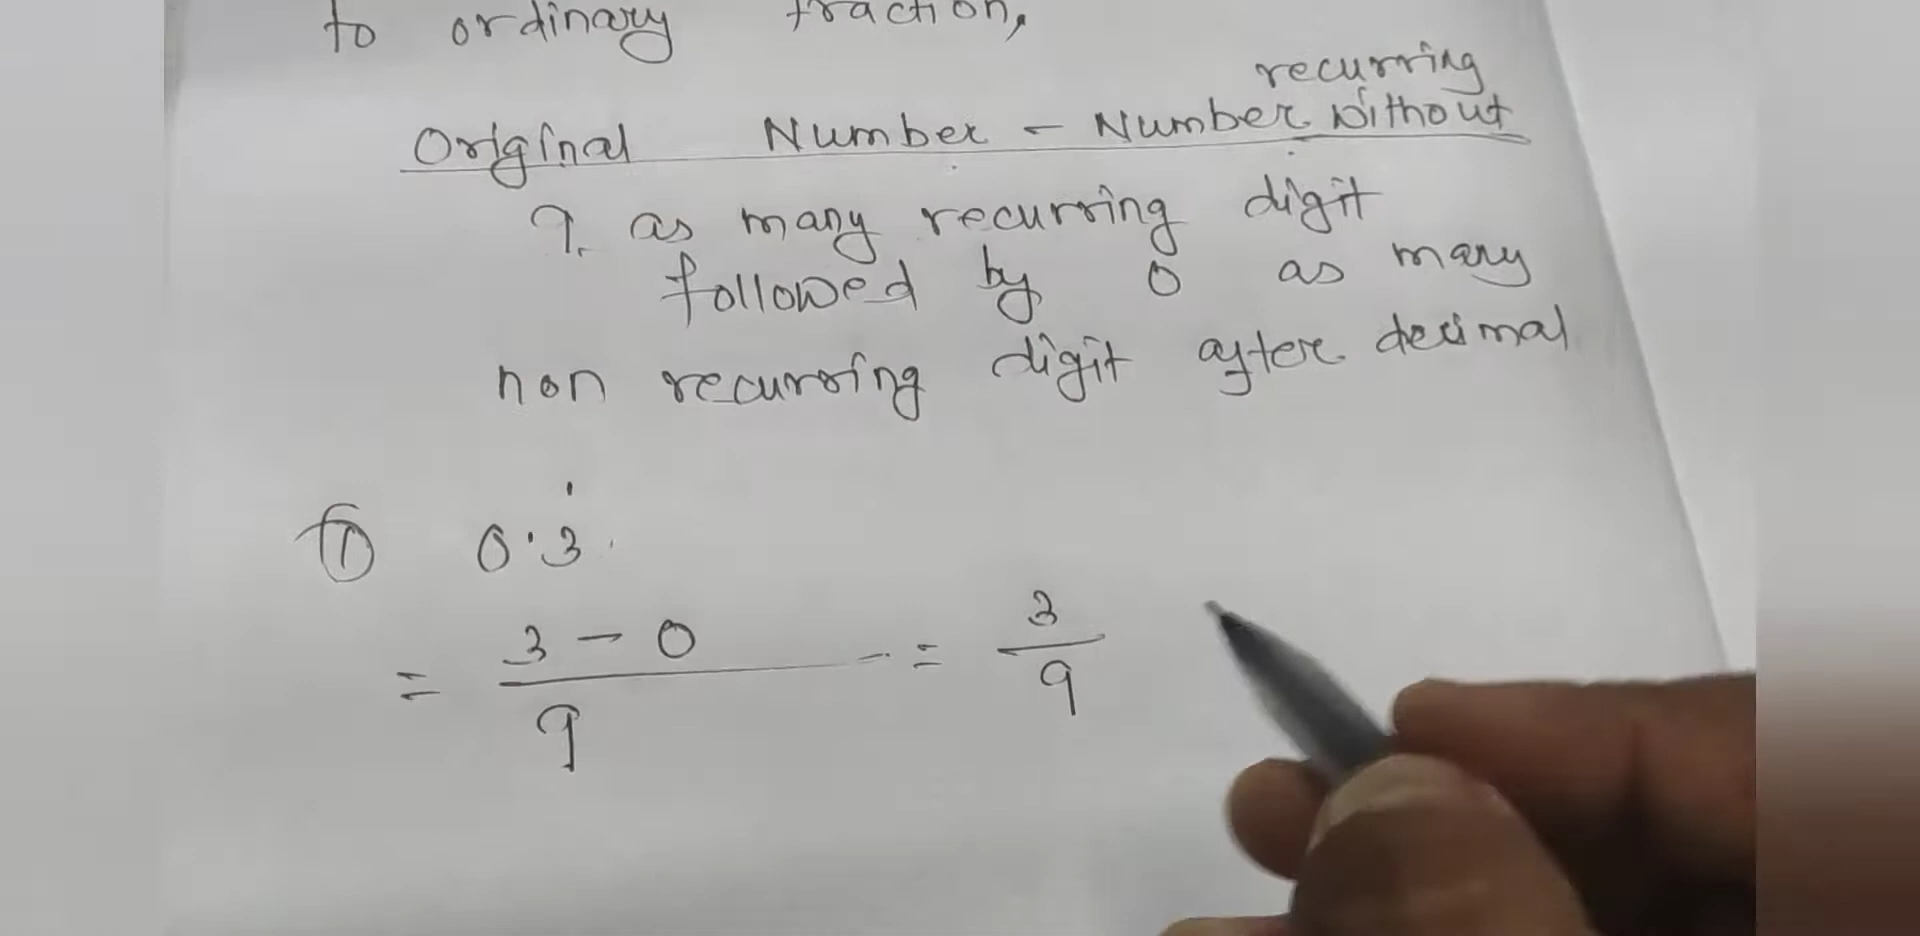 to ordinary fraction,
recurring
Original Number - Number Without
9 as many recurring digit
followed by 0 as many
non recurring digit after decimal
① 0.3̇
= 3 - 0 / 9 = 3 / 9